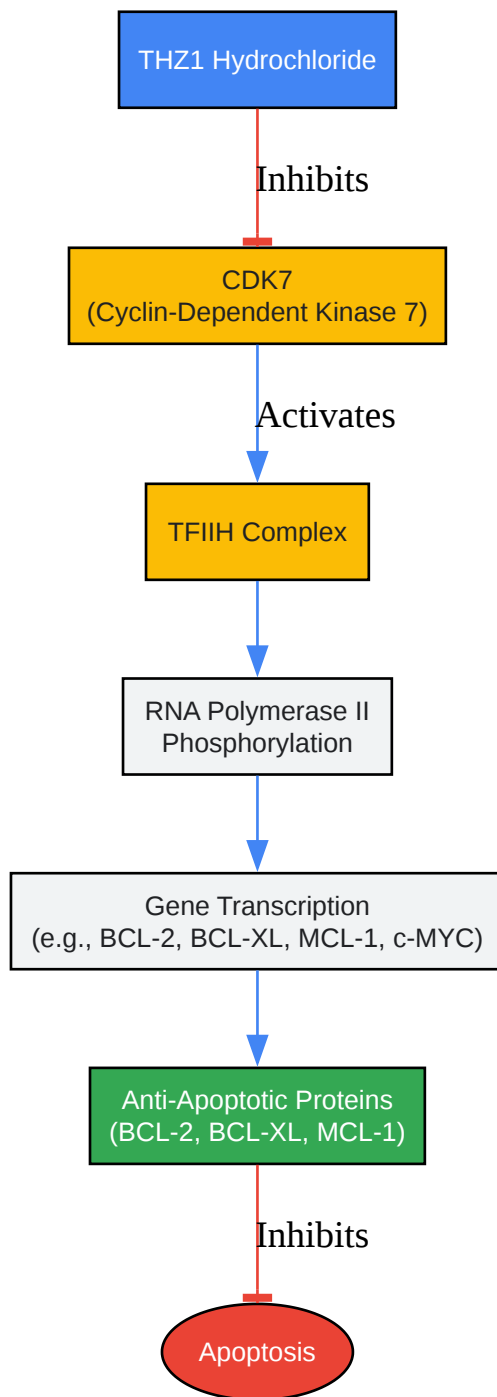 THZ1 Hydrochloride
Inhibits
CDK7
(Cyclin-Dependent Kinase 7)
Activates
TFIIH Complex
RNA Polymerase II
Phosphorylation
Gene Transcription
(e.g., BCL-2, BCL-XL, MCL-1, c-MYC)
Anti-Apoptotic Proteins
(BCL-2, BCL-XL, MCL-1)
Inhibits
Apoptosis